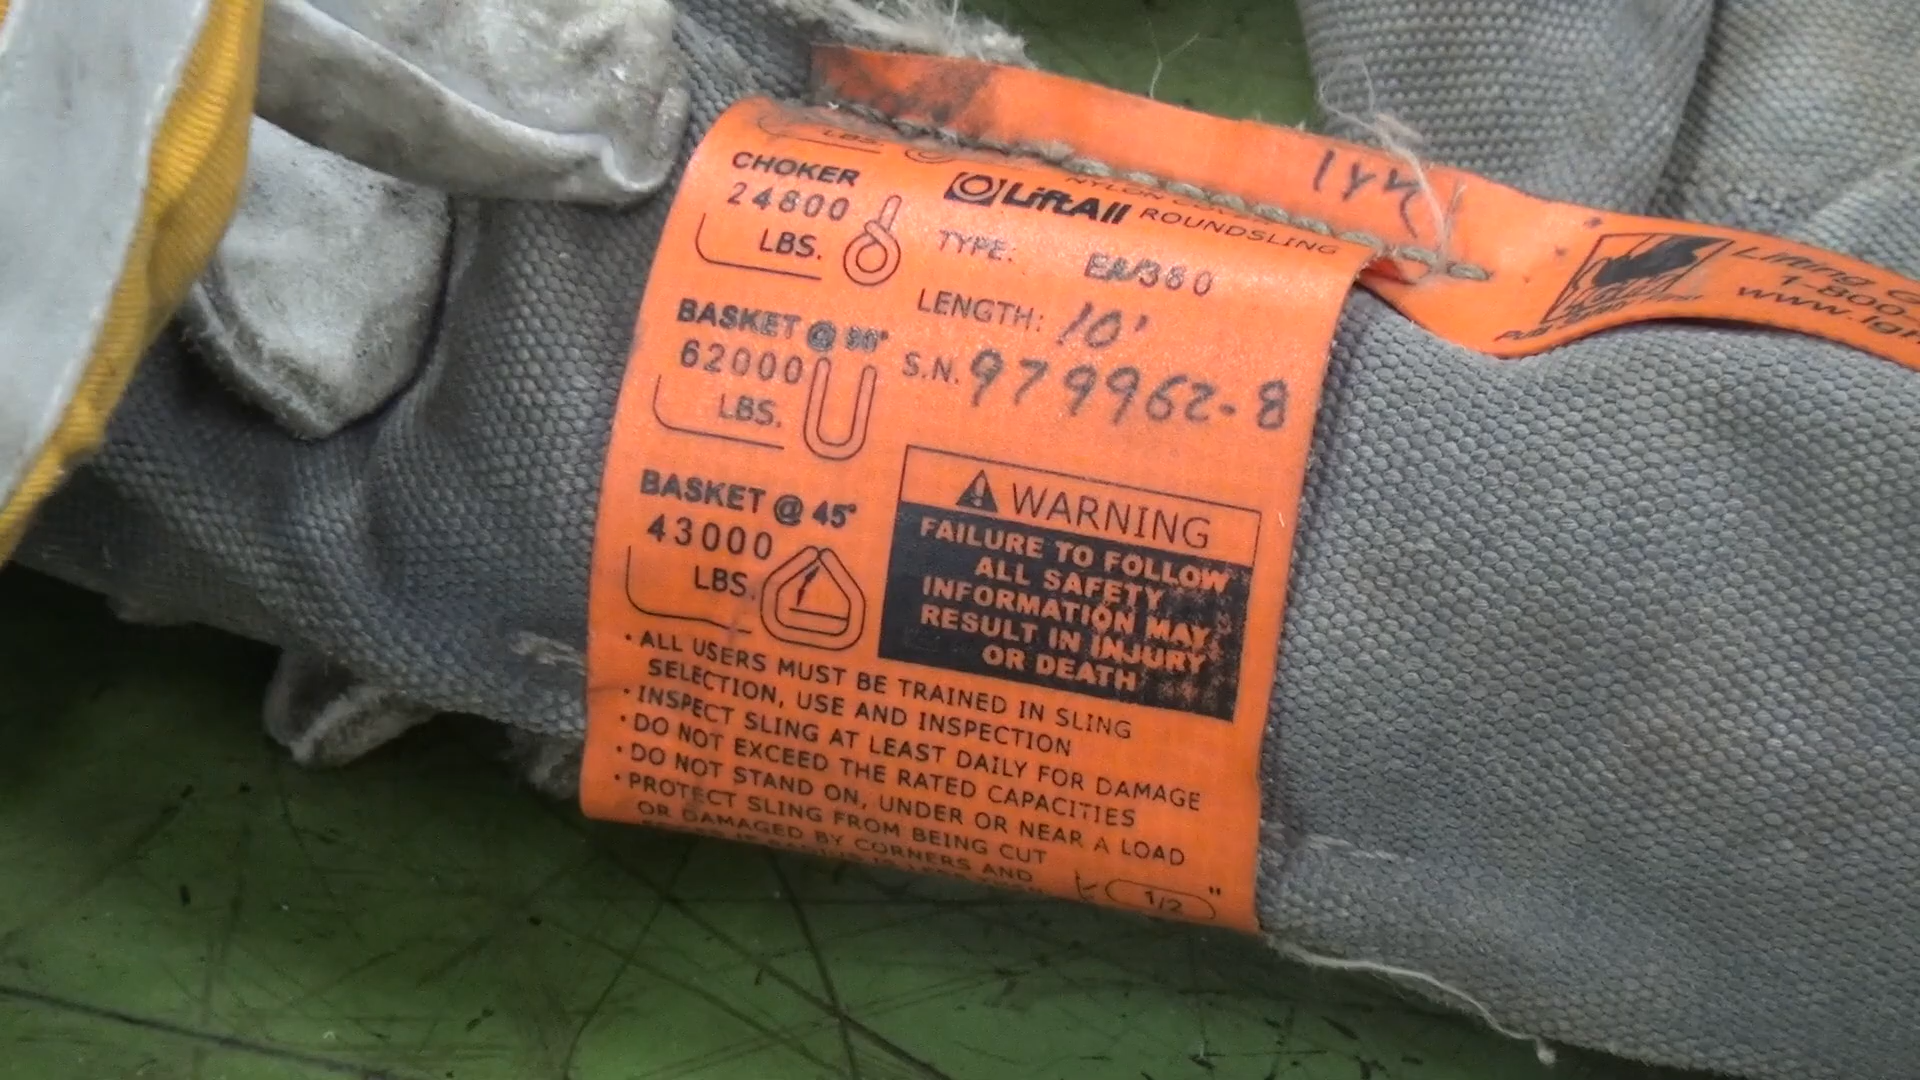 LBS.
CHOKER
24800
LBS.
BASKET @ 90°
62000
LBS.
BASKET @ 45°
43000
LBS.
LiftAll ROUNDSLING
TYPE: EA/360
LENGTH: 10'
S.N. 979962-8
WARNING
FAILURE TO FOLLOW
ALL SAFETY
INFORMATION MAY
RESULT IN INJURY
OR DEATH
• ALL USERS MUST BE TRAINED IN SLING
SELECTION, USE AND INSPECTION
• INSPECT SLING AT LEAST DAILY FOR DAMAGE
• DO NOT EXCEED THE RATED CAPACITIES
• DO NOT STAND ON, UNDER OR NEAR A LOAD
• PROTECT SLING FROM BEING CUT
OR DAMAGED BY CORNERS AND
1/2 "
Lifting
1-800-